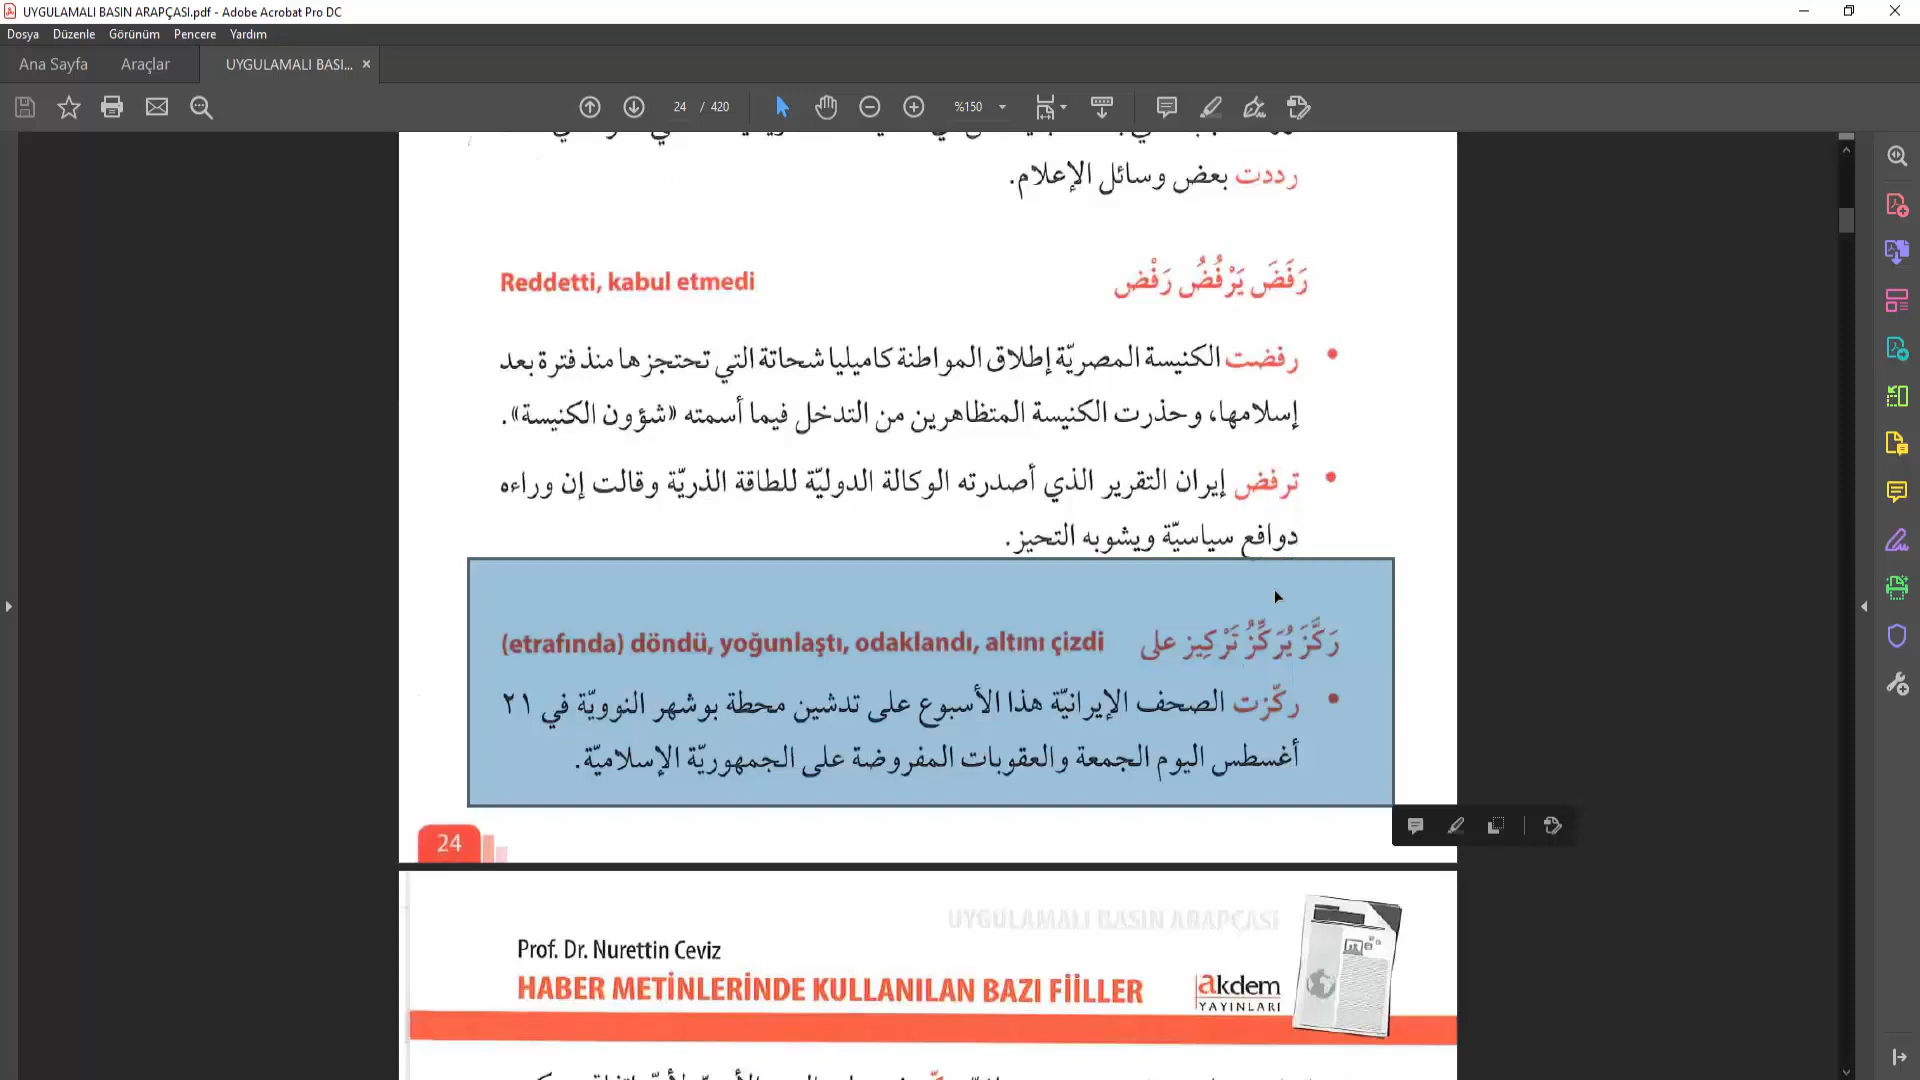 UYGULAMALI BASIN ARAPÇASI.pdf - Adobe Acrobat Pro DC
Dosya Düzenle Görünüm Pencere Yardım
Ana Sayfa Araçlar UYGULAMALI BASI... ×
24 / 420 %150
رددت بعض وسائل الإعلام.
Reddetti, kabul etmedi رَفَضَ يَرْفُضُ رَفْض
• رفضت الكنيسة المصريّة إطلاق المواطنة كاميليا شحاتة التي تحتجزها منذ فترة بعد
إسلامها، وحذرت الكنيسة المتظاهرين من التدخل فيما أسمته «شؤون الكنيسة».
• ترفض إيران التقرير الذي أصدرته الوكالة الدوليّة للطاقة الذريّة وقالت إن وراءه
دوافع سياسيّة ويشوبه التحيز.
(etrafında) döndü, yoğunlaştı, odaklandı, altını çizdi رَكَّزَ يُرَكِّزُ تَرْكِيز على
• ركّزت الصحف الإيرانيّة هذا الأسبوع على تدشين محطة بوشهر النوويّة في ٢١
أغسطس اليوم الجمعة والعقوبات المفروضة على الجمهوريّة الإسلاميّة.
24
UYGULAMALI BASIN ARAPÇASI
Prof. Dr. Nurettin Ceviz
HABER METİNLERİNDE KULLANILAN BAZI FİİLLER
akdem
YAYINLARI